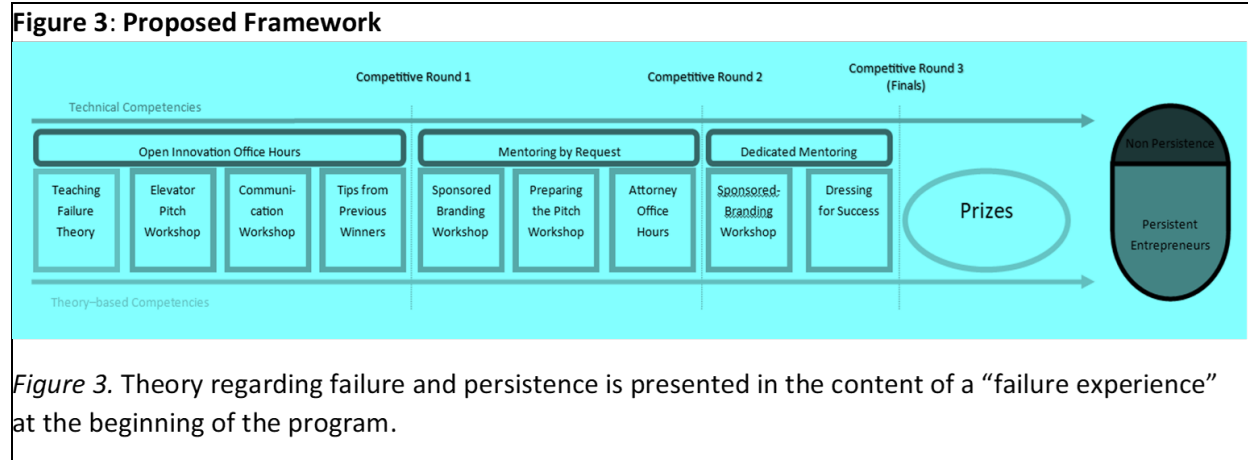 Figure 3: Proposed Framework
Competitive Round 1
Competitive Round 2
Competitive Round 3
(Finals)
Technical Competencies
Open Innovation Office Hours
Mentoring by Request
Dedicated Mentoring
Teaching
Failure
Theory
Elevator
Pitch
Workshop
Communi-
cation
Workshop
Tips from
Previous
Winners
Sponsored
Branding
Workshop
Preparing
the Pitch
Workshop
Attorney
Office
Hours
Sponsored-
Branding
Workshop
Dressing
for Success
Prizes
Non Persistence
Persistent
Entrepreneurs
Theory–based Competencies
Figure 3. Theory regarding failure and persistence is presented in the content of a “failure experience”
at the beginning of the program.